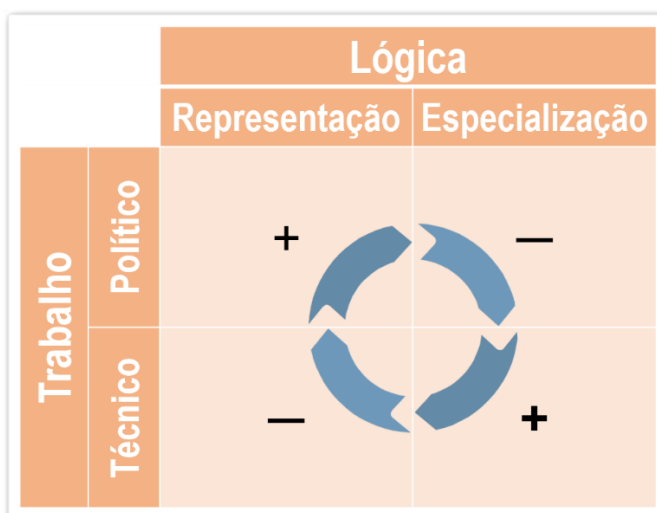 Lógica
Representação Especialização
Trabalho
Político
+ —
Técnico
— +